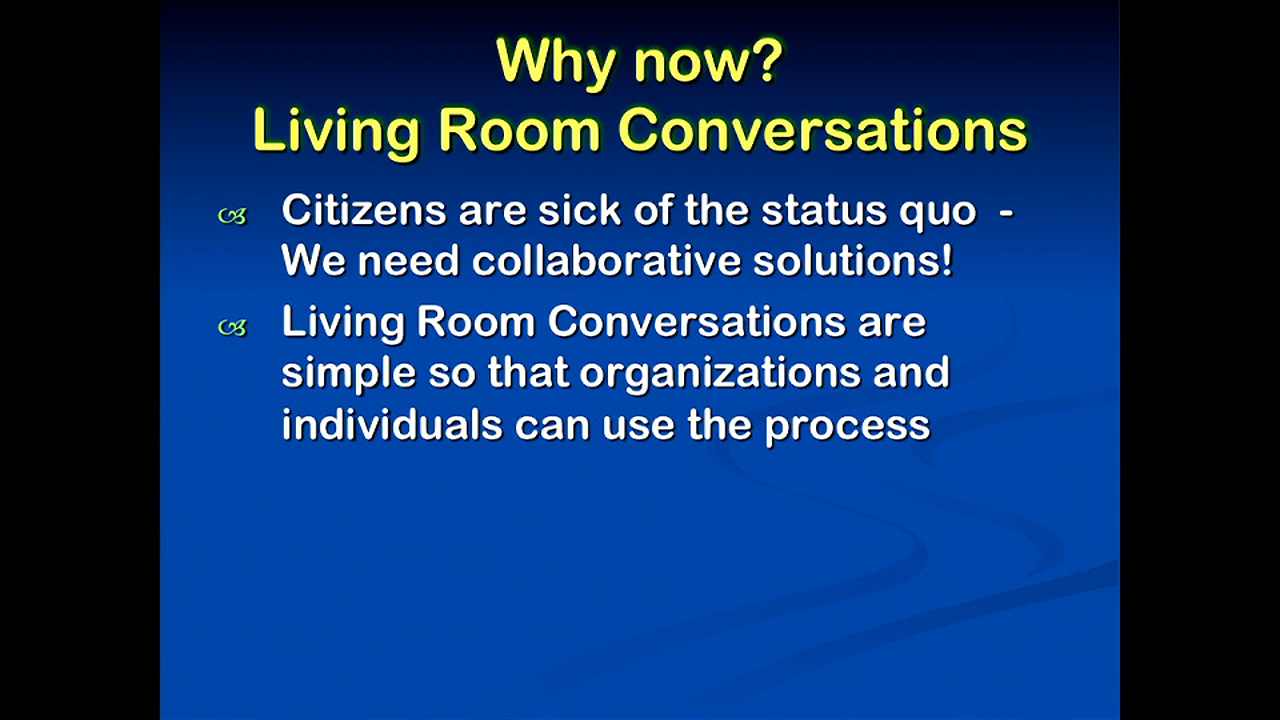 Why now?
Living Room Conversations
Citizens are sick of the status quo  -
We need collaborative solutions!
Living Room Conversations are
simple so that organizations and
individuals can use the process